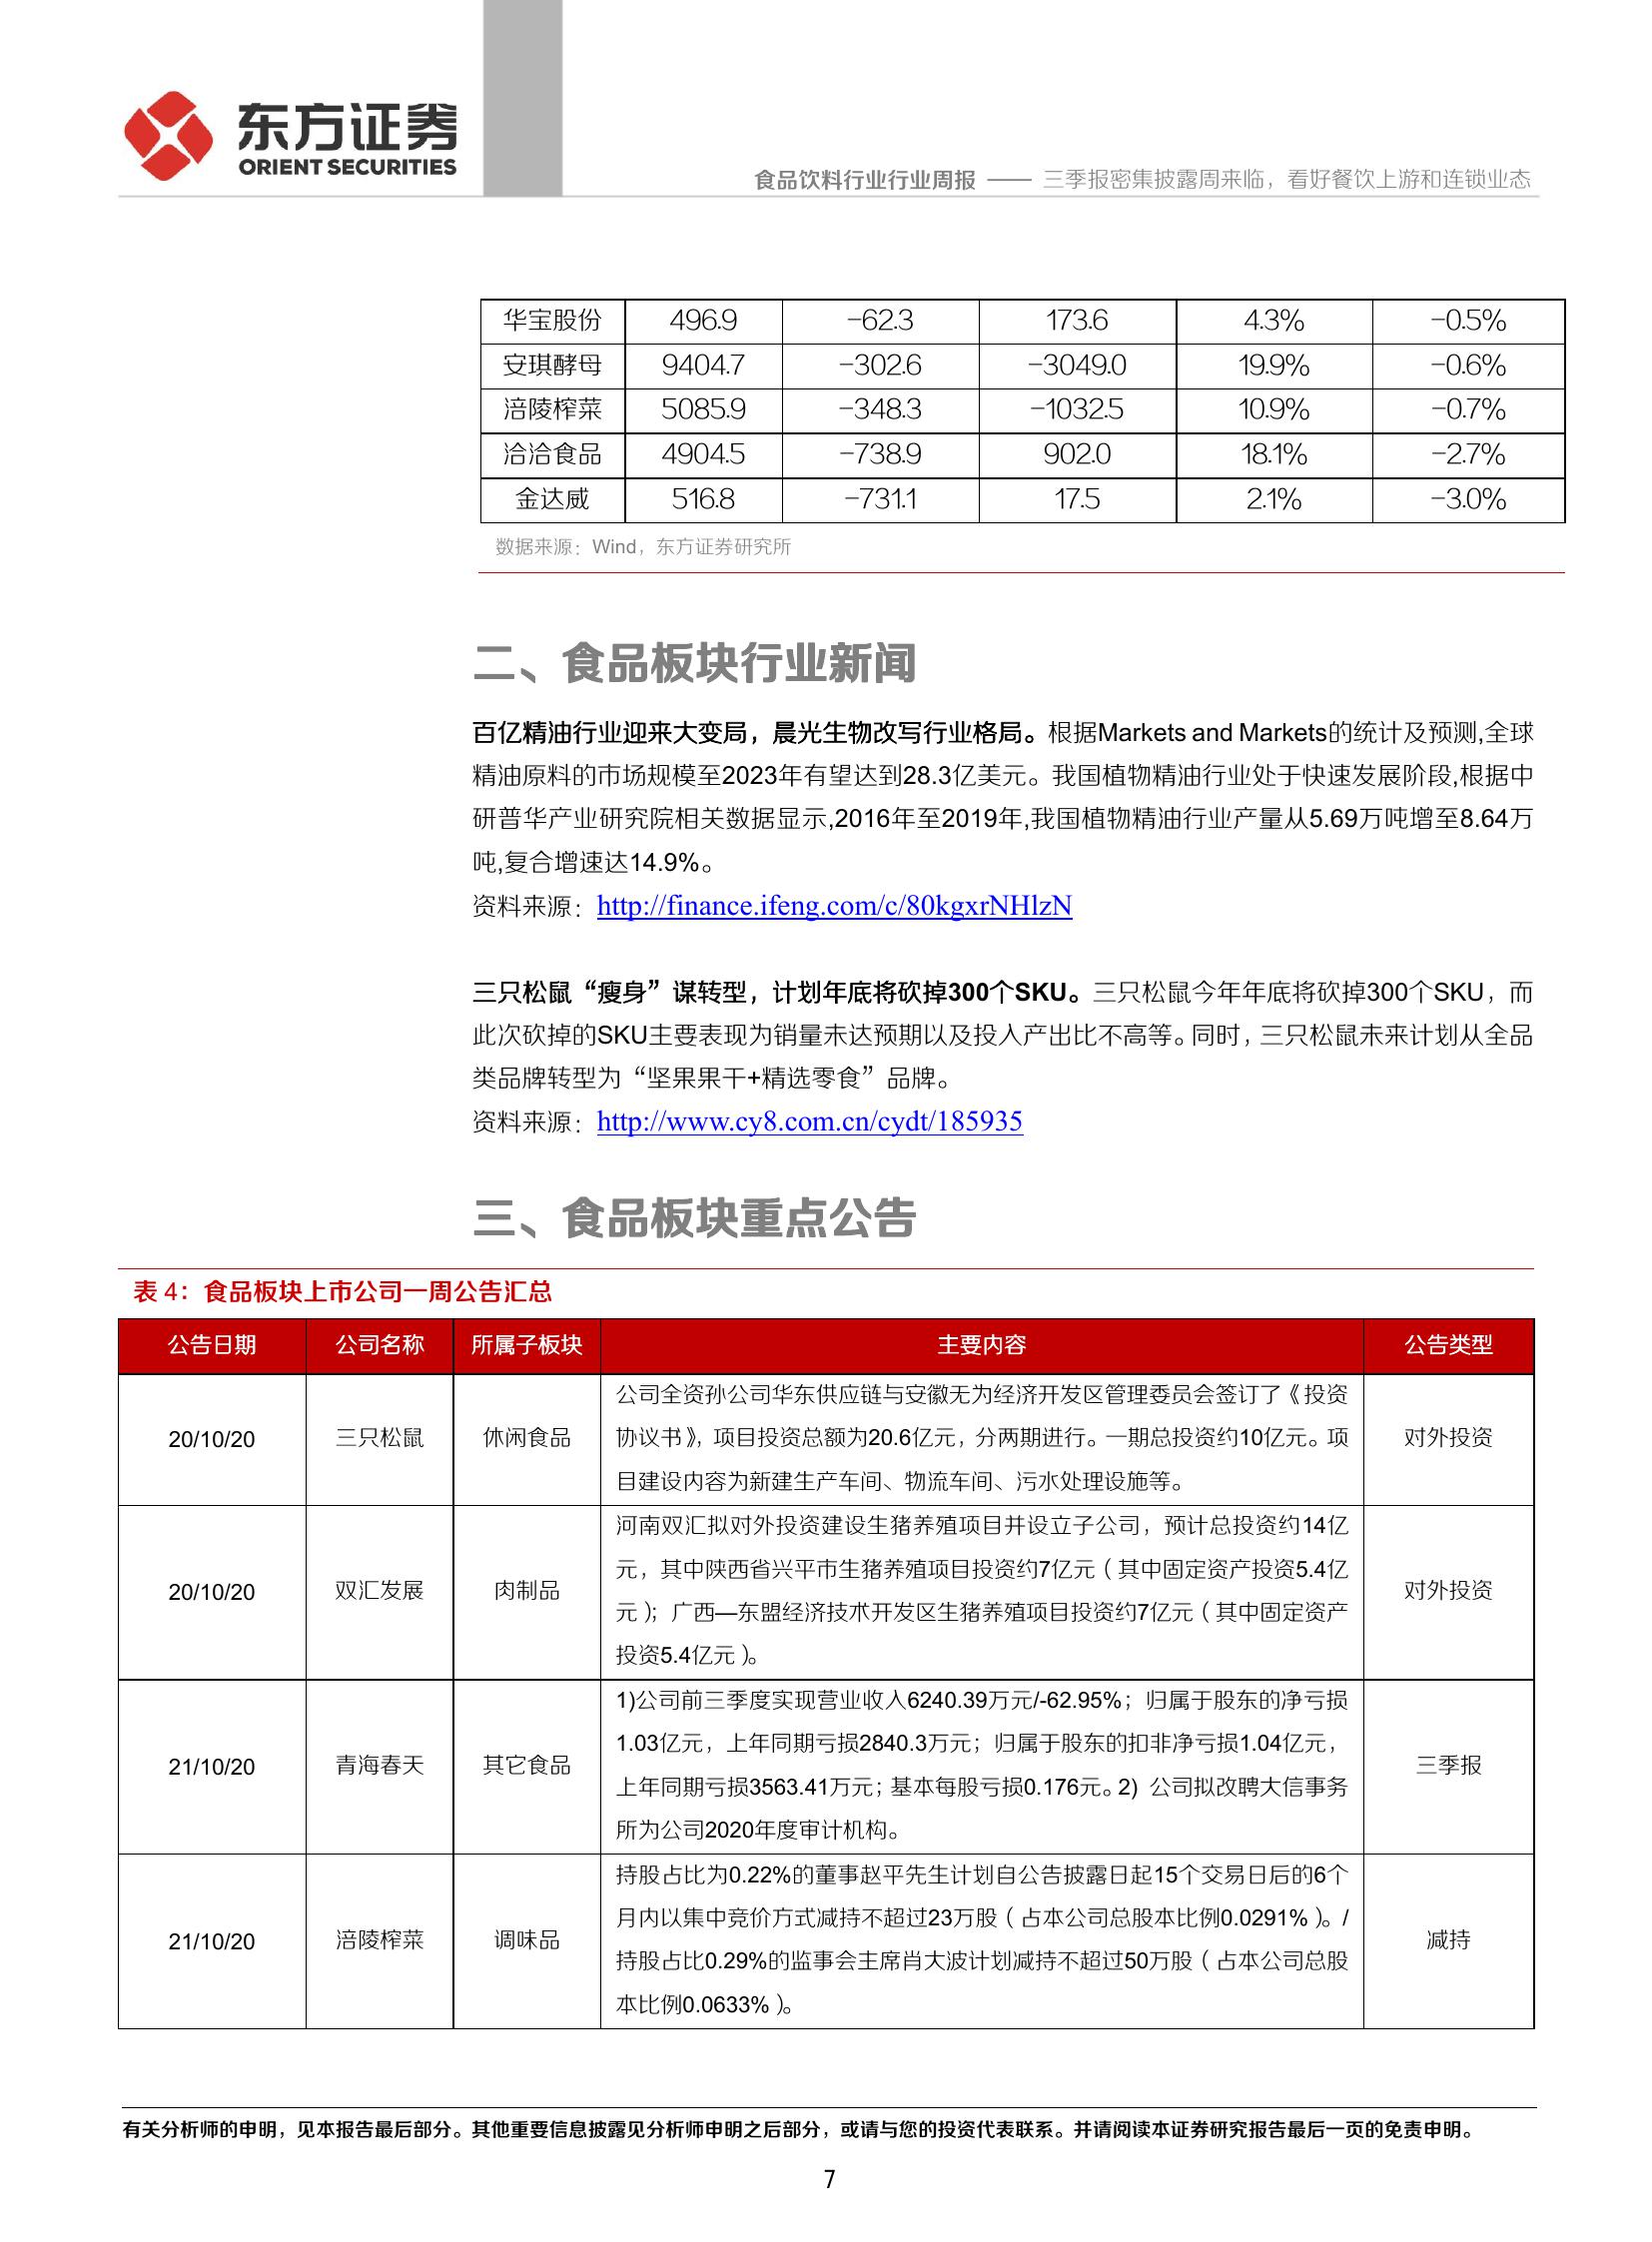 东方证券
ORIENT SECURITIES
食品饮料行业行业周报 —— 三季报密集披露周来临，看好餐饮上游和连锁业态
华宝股份 496.9 -62.3 173.6 4.3% -0.5%
安琪酵母 9404.7 -302.6 -3049.0 19.9% -0.6%
涪陵榨菜 5085.9 -348.3 -1032.5 10.9% -0.7%
洽洽食品 4904.5 -738.9 902.0 18.1% -2.7%
金达威 516.8 -731.1 17.5 2.1% -3.0%
数据来源：Wind，东方证券研究所
二、食品板块行业新闻
百亿精油行业迎来大变局，晨光生物改写行业格局。根据Markets and Markets的统计及预测,全球
精油原料的市场规模至2023年有望达到28.3亿美元。我国植物精油行业处于快速发展阶段,根据中
研普华产业研究院相关数据显示,2016年至2019年,我国植物精油行业产量从5.69万吨增至8.64万
吨,复合增速达14.9%。
资料来源：http://finance.ifeng.com/c/80kgxrNHlzN
三只松鼠“瘦身”谋转型，计划年底将砍掉300个SKU。三只松鼠今年年底将砍掉300个SKU，而
此次砍掉的SKU主要表现为销量未达预期以及投入产出比不高等。同时，三只松鼠未来计划从全品
类品牌转型为“坚果果干+精选零食”品牌。
资料来源：http://www.cy8.com.cn/cydt/185935
三、食品板块重点公告
表 4：食品板块上市公司一周公告汇总
公告日期 公司名称 所属子板块 主要内容 公告类型
20/10/20 三只松鼠 休闲食品
公司全资孙公司华东供应链与安徽无为经济开发区管理委员会签订了《投资
协议书》，项目投资总额为20.6亿元，分两期进行。一期总投资约10亿元。项
目建设内容为新建生产车间、物流车间、污水处理设施等。
对外投资
20/10/20 双汇发展 肉制品
河南双汇拟对外投资建设生猪养殖项目并设立子公司，预计总投资约14亿
元，其中陕西省兴平市生猪养殖项目投资约7亿元（其中固定资产投资5.4亿
元）；广西—东盟经济技术开发区生猪养殖项目投资约7亿元（其中固定资产
投资5.4亿元）。
对外投资
21/10/20 青海春天 其它食品
1)公司前三季度实现营业收入6240.39万元/-62.95%；归属于股东的净亏损
1.03亿元，上年同期亏损2840.3万元；归属于股东的扣非净亏损1.04亿元，
上年同期亏损3563.41万元；基本每股亏损0.176元。2) 公司拟改聘大信事务
所为公司2020年度审计机构。
三季报
21/10/20 涪陵榨菜 调味品
持股占比为0.22%的董事赵平先生计划自公告披露日起15个交易日后的6个
月内以集中竞价方式减持不超过23万股（占本公司总股本比例0.0291%）。/
持股占比0.29%的监事会主席肖大波计划减持不超过50万股（占本公司总股
本比例0.0633%）。
减持
有关分析师的申明，见本报告最后部分。其他重要信息披露见分析师申明之后部分，或请与您的投资代表联系。并请阅读本证券研究报告最后一页的免责申明。
7